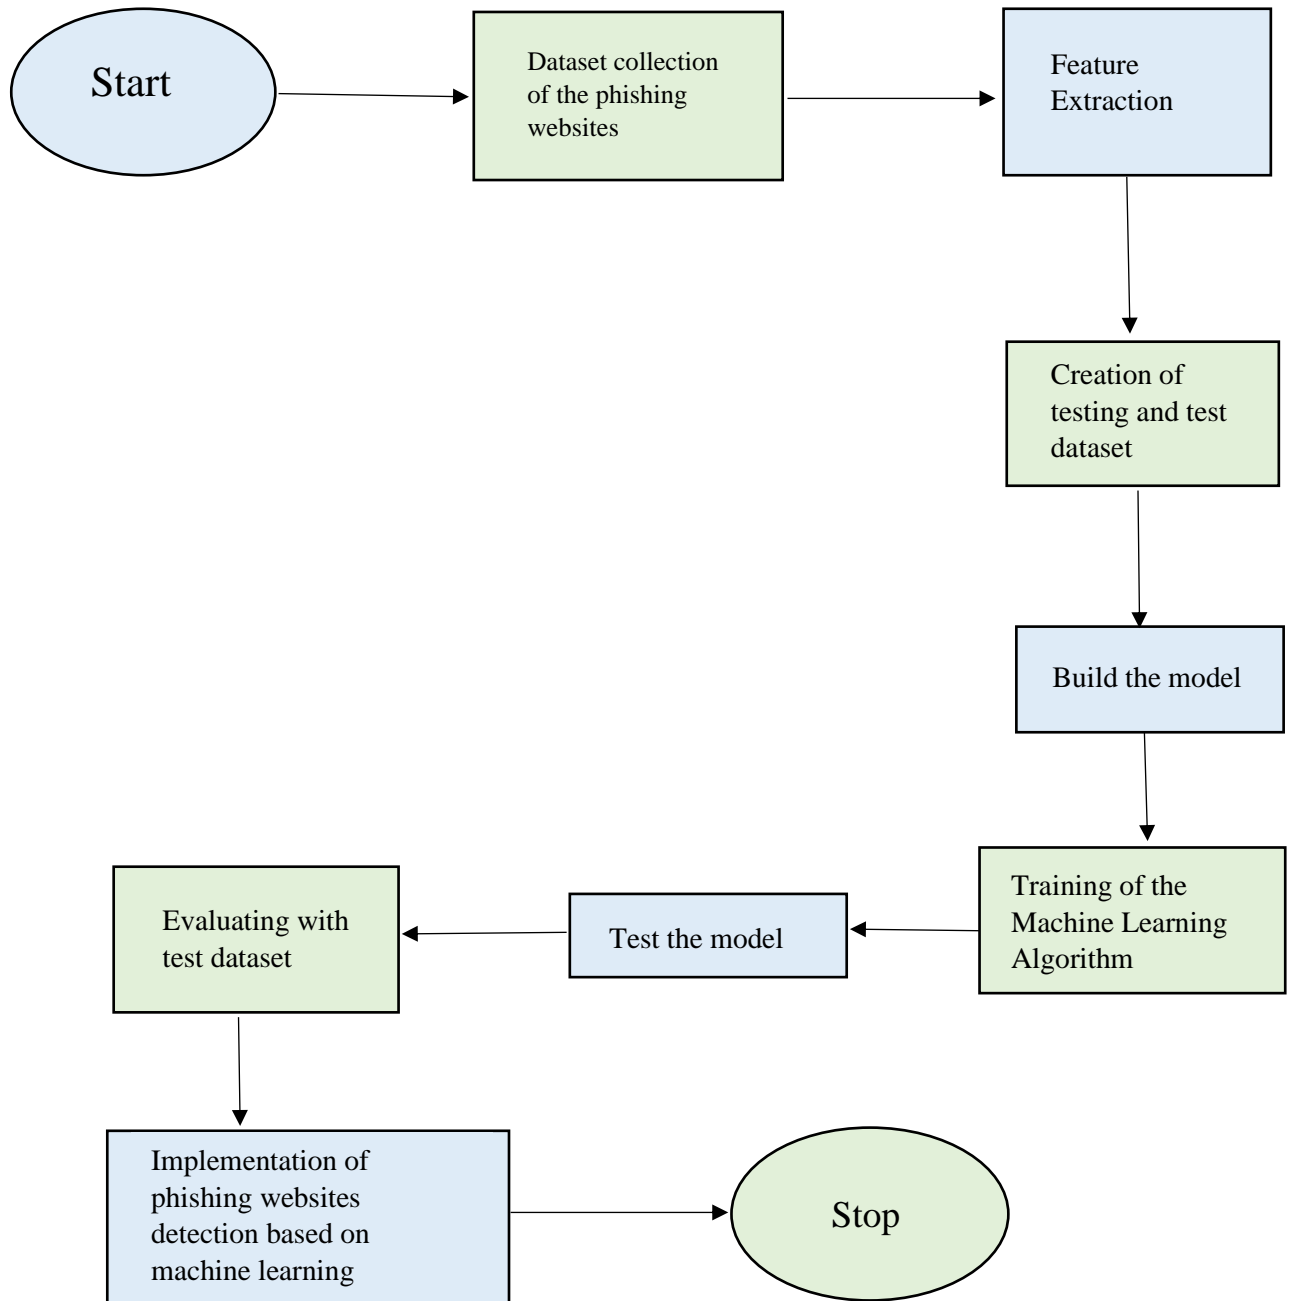 Start
Dataset collection
of the phishing
websites
Feature
Extraction
Creation of
testing and test
dataset
Build the model
Training of the
Machine Learning
Algorithm
Test the model
Evaluating with
test dataset
Implementation of
phishing websites
detection based on
machine learning
Stop